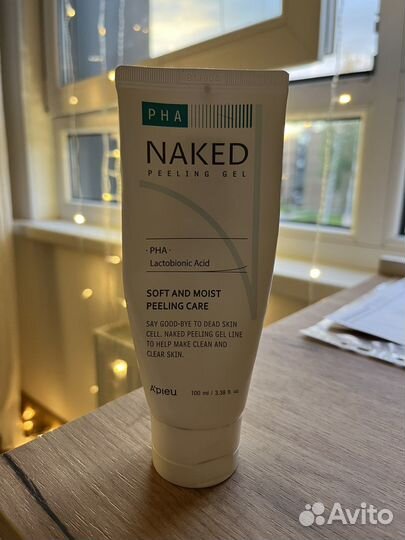 PHA
NAKED
PEELING GEL
· PHA ·
Lactobionic Acid
SOFT AND MOIST
PEELING CARE
SAY GOOD-BYE TO DEAD SKIN
CELL. NAKED PEELING GEL LINE
TO HELP MAKE CLEAN AND
CLEAR SKIN.
A'pieu
100 ml / 3.38 fl. oz
Avito